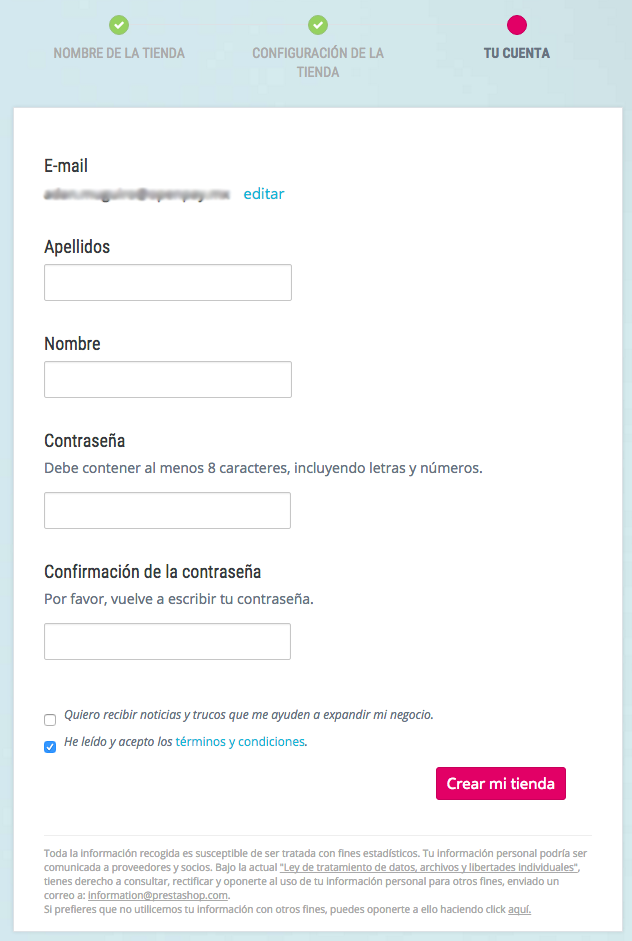 NOMBRE DE LA TIENDA
CONFIGURACIÓN DE LA
TIENDA
TU CUENTA
E-mail
editar
Apellidos
Nombre
Contraseña
Debe contener al menos 8 caracteres, incluyendo letras y números.
Confirmación de la contraseña
Por favor, vuelve a escribir tu contraseña.
Quiero recibir noticias y trucos que me ayuden a expandir mi negocio.
He leído y acepto los términos y condiciones.
Crear mi tienda
Toda la información recogida es susceptible de ser tratada con fines estadísticos. Tu información personal podría ser
comunicada a proveedores y socios. Bajo la actual "Ley de tratamiento de datos, archivos y libertades individuales",
tienes derecho a consultar, rectificar y oponerte al uso de tu información personal para otros fines, enviado un
correo a: information@prestashop.com.
Si prefieres que no utilicemos tu información con otros fines, puedes oponerte a ello haciendo click aquí.